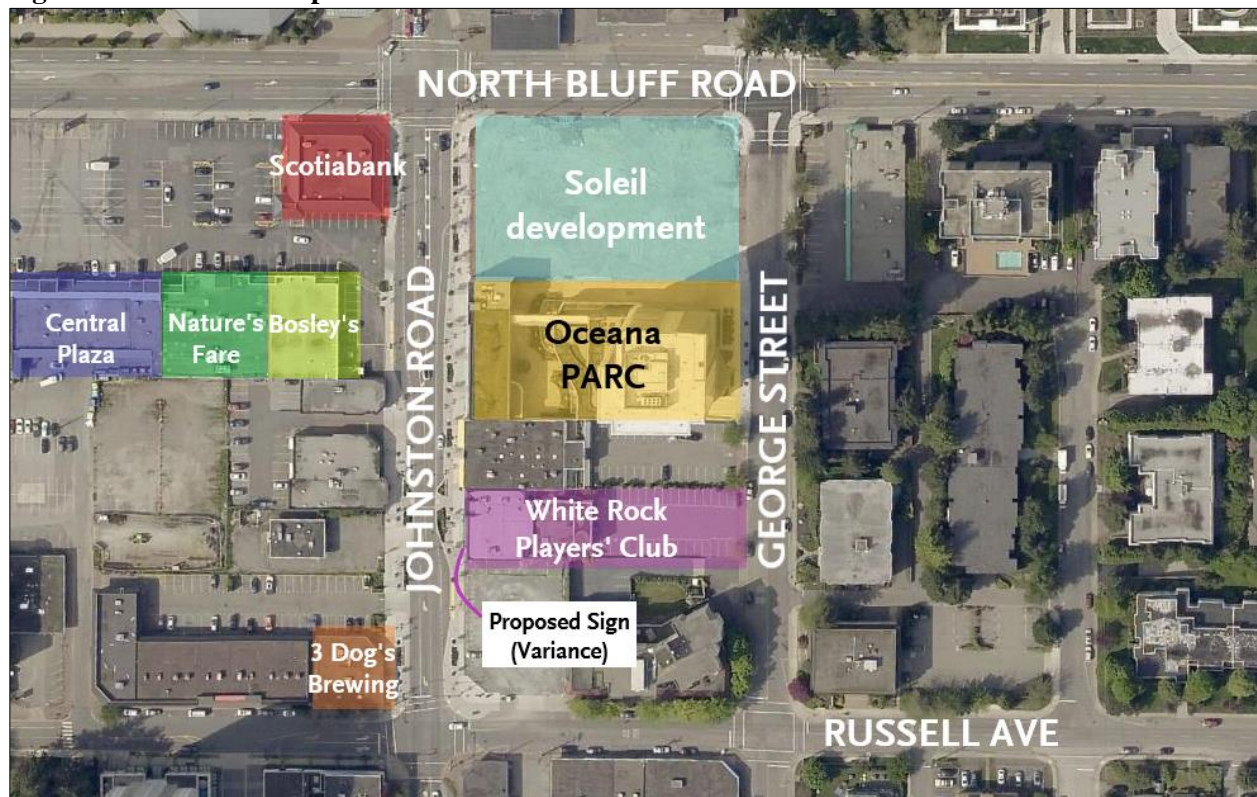 NORTH BLUFF ROAD
Scotiabank
Soleil
development
Central
Plaza
Nature's
Fare
Bosley's
JOHNSTON ROAD
Oceana
PARC
GEORGE STREET
White Rock
Players' Club
Proposed Sign
(Variance)
3 Dog's
Brewing
RUSSELL AVE